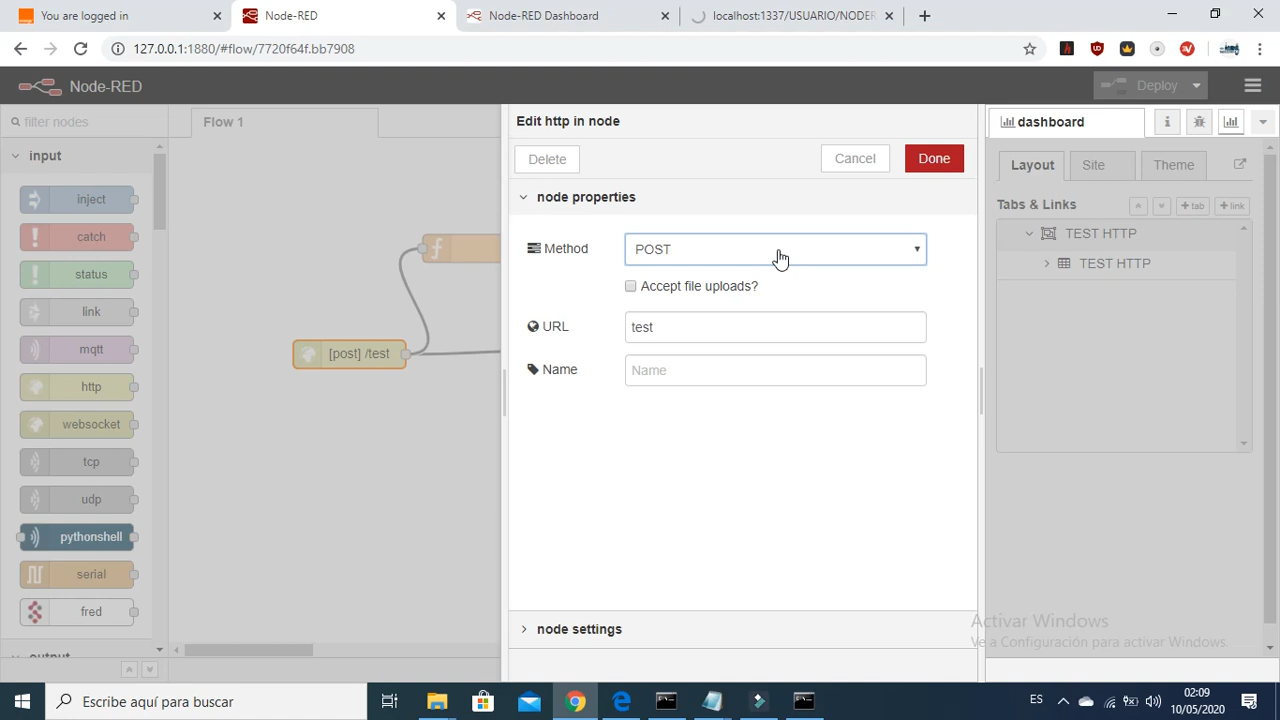 You are logged in
Node-RED
Node-RED Dashboard
localhost:1337/USUARIO/NODER
127.0.0.1:1880/#flow/7720f64f.bb7908
Node-RED
Deploy
filter nodes
Flow 1
Edit http in node
dashboard
input
Delete
Cancel
Done
Layout
Site
Theme
node properties
Tabs & Links
tab
link
inject
catch
status
link
mqtt
http
websocket
tcp
udp
pythonshell
serial
fred
output
[post] /test
Method
POST
Accept file uploads?
URL
test
Name
Name
TEST HTTP
TEST HTTP
node settings
Activar Windows
Ve a Configuración para activar Windows.
Escribe aquí para buscar
ES
02:09
10/05/2020